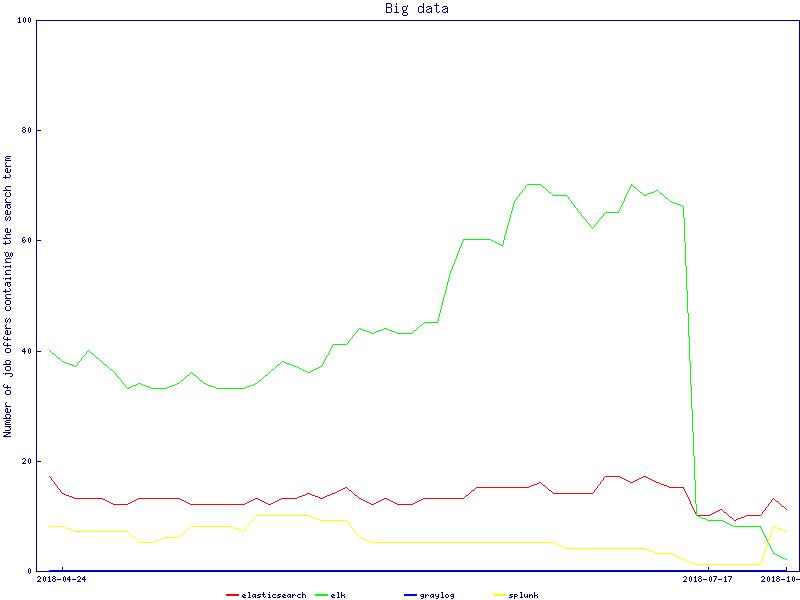 Big data
100
80
60
40
20
0
Number of job offers containing the search term
2018-04-24 2018-07-17 2018-10-
elasticsearch elk graylog splunk